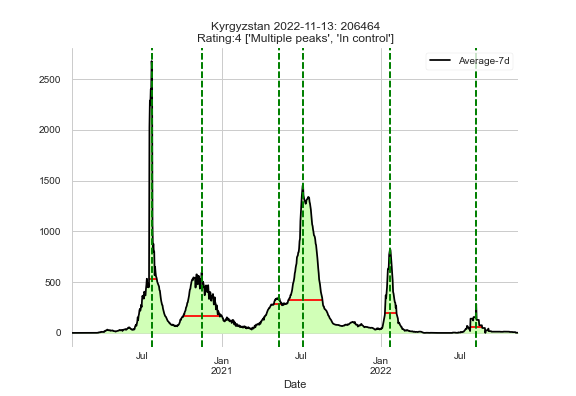 Kyrgyzstan 2022-11-13: 206464
Rating:4 ['Multiple peaks', 'In control']
Average-7d
2500
2000
1500
1000
500
0
Jul
Jan
2021
Jul
Jan
2022
Jul
Date